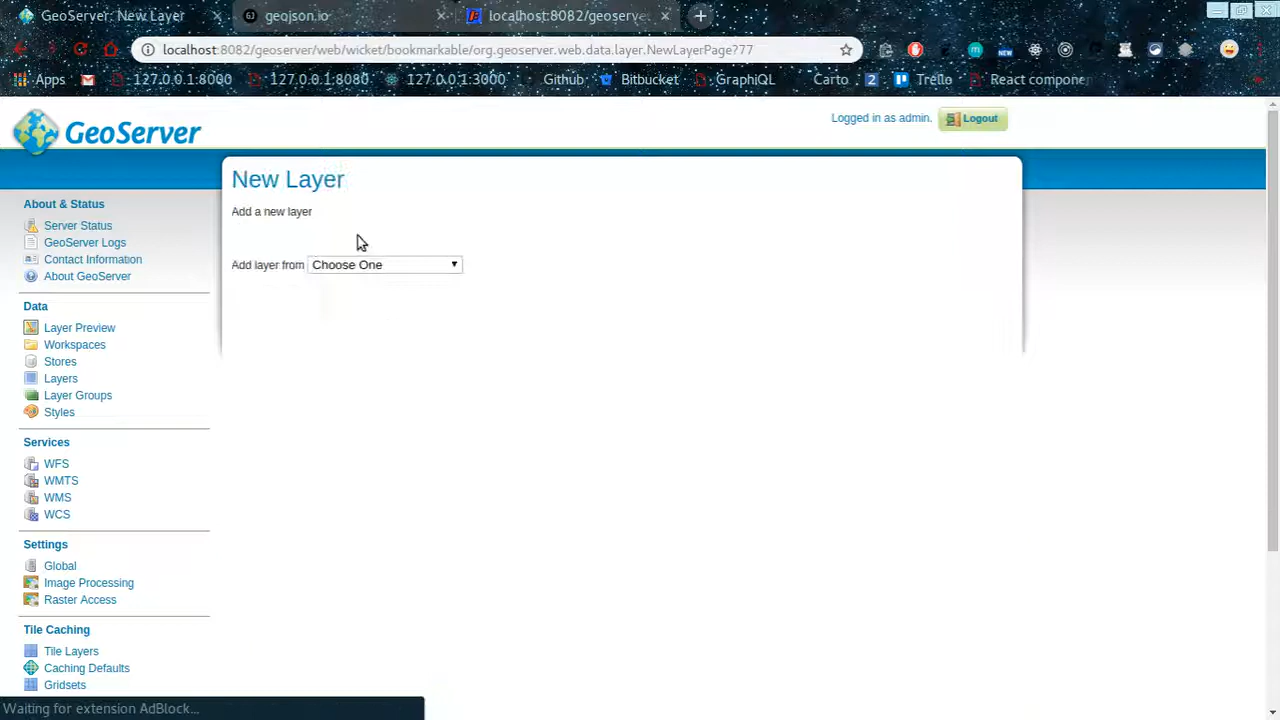 GeoServer: New Layer
geojson.io
localhost:8082/geoserve
localhost:8082/geoserver/web/wicket/bookmarkable/org.geoserver.web.data.layer.NewLayerPage?77
Apps 127.0.0.1:8000 127.0.0.1:8080 127.0.0.1:3000 Github Bitbucket GraphiQL Carto 2 Trello React compone
GeoServer
Logged in as admin. Logout
New Layer
Add a new layer
Add layer from Choose One
About & Status
Server Status
GeoServer Logs
Contact Information
About GeoServer
Data
Layer Preview
Workspaces
Stores
Layers
Layer Groups
Styles
Services
WFS
WMTS
WMS
WCS
Settings
Global
Image Processing
Raster Access
Tile Caching
Tile Layers
Caching Defaults
Gridsets
Waiting for extension AdBlock...